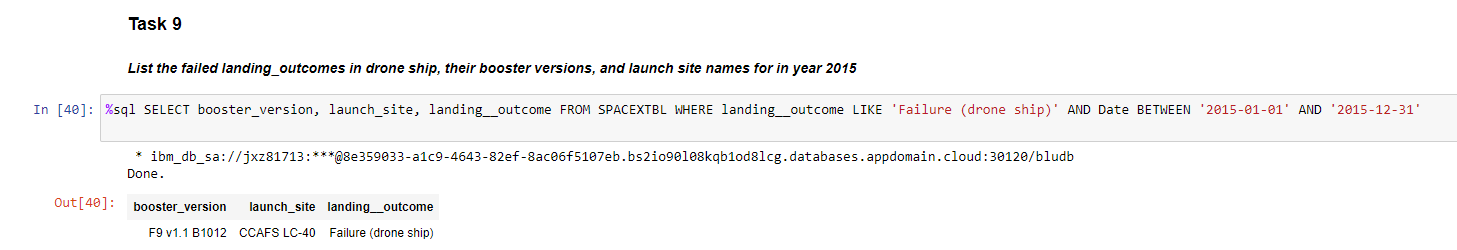 Task 9
List the failed landing_outcomes in drone ship, their booster versions, and launch site names for in year 2015
In [40]: %sql SELECT booster_version, launch_site, landing__outcome FROM SPACEXTBL WHERE landing__outcome LIKE 'Failure (drone ship)' AND Date BETWEEN '2015-01-01' AND '2015-12-31'
* ibm_db_sa://jxz81713:***@8e359033-a1c9-4643-82ef-8ac06f5107eb.bs2io90l08kqb1od8lcg.databases.appdomain.cloud:30120/bludb
Done.
Out[40]: booster_version launch_site landing__outcome
F9 v1.1 B1012 CCAFS LC-40 Failure (drone ship)